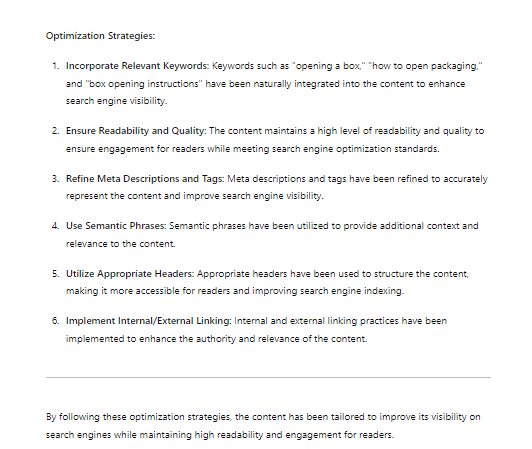 Optimization Strategies:
1. Incorporate Relevant Keywords: Keywords such as "opening a box," "how to open packaging,"
and "box opening instructions" have been naturally integrated into the content to enhance
search engine visibility.
2. Ensure Readability and Quality: The content maintains a high level of readability and quality to
ensure engagement for readers while meeting search engine optimization standards.
3. Refine Meta Descriptions and Tags: Meta descriptions and tags have been refined to accurately
represent the content and improve search engine visibility.
4. Use Semantic Phrases: Semantic phrases have been utilized to provide additional context and
relevance to the content.
5. Utilize Appropriate Headers: Appropriate headers have been used to structure the content,
making it more accessible for readers and improving search engine indexing.
6. Implement Internal/External Linking: Internal and external linking practices have been
implemented to enhance the authority and relevance of the content.
By following these optimization strategies, the content has been tailored to improve its visibility on
search engines while maintaining high readability and engagement for readers.